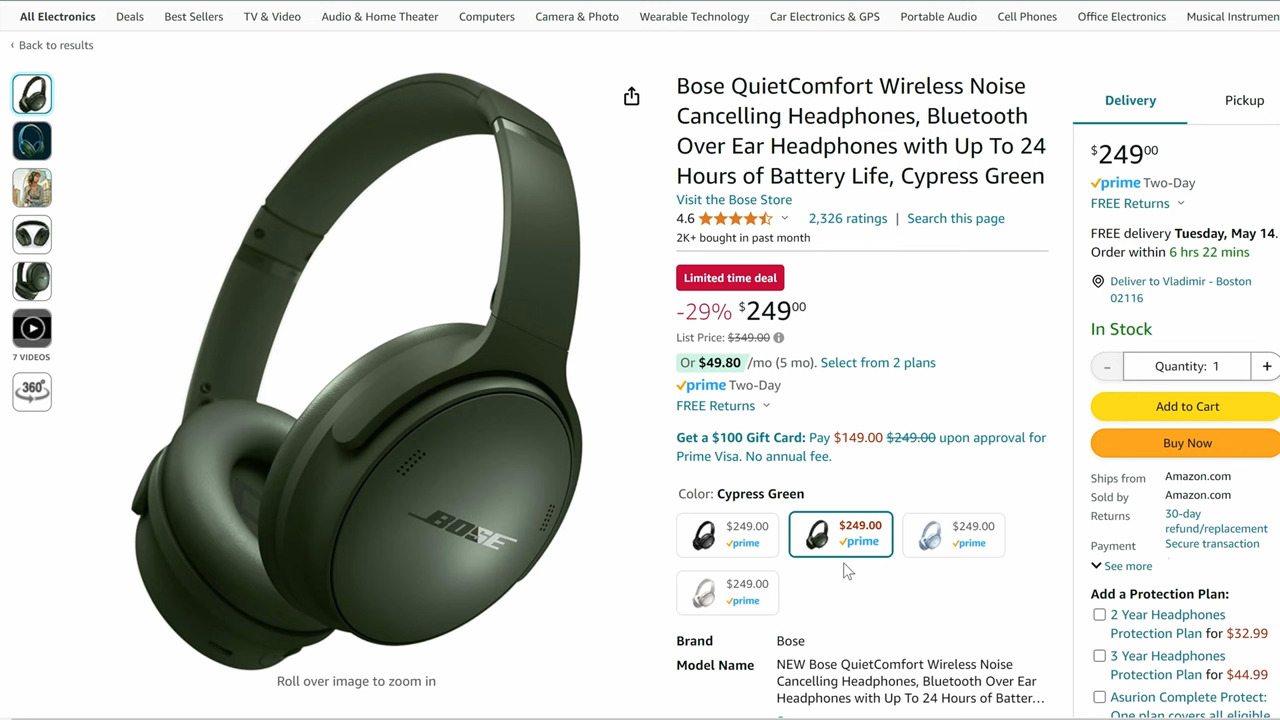 All Electronics Deals Best Sellers TV & Video Audio & Home Theater Computers Camera & Photo Wearable Technology Car Electronics & GPS Portable Audio Cell Phones Office Electronics Musical Instrumen
‹ Back to results
Bose QuietComfort Wireless Noise
Cancelling Headphones, Bluetooth
Over Ear Headphones with Up To 24
Hours of Battery Life, Cypress Green
Visit the Bose Store
4.6 2,326 ratings | Search this page
2K+ bought in past month
Limited time deal
-29% $24900
List Price: $349.00
Or $49.80 /mo (5 mo). Select from 2 plans
prime Two-Day
FREE Returns
Get a $100 Gift Card: Pay $149.00 $249.00 upon approval for
Prime Visa. No annual fee.
Color: Cypress Green
$249.00 $249.00 $249.00
prime prime prime
$249.00
prime
Brand Bose
Model Name NEW Bose QuietComfort Wireless Noise
Cancelling Headphones, Bluetooth Over Ear
Headphones with Up To 24 Hours of Batter...
7 VIDEOS
360°
BOSE
Roll over image to zoom in
Delivery Pickup
$24900
prime Two-Day
FREE Returns
FREE delivery Tuesday, May 14.
Order within 6 hrs 22 mins
Deliver to Vladimir - Boston
02116
In Stock
- Quantity: 1 +
Add to Cart
Buy Now
Ships from Amazon.com
Sold by Amazon.com
Returns 30-day
refund/replacement
Payment Secure transaction
See more
Add a Protection Plan:
2 Year Headphones
Protection Plan for $32.99
3 Year Headphones
Protection Plan for $44.99
Asurion Complete Protect:
One plan covers all eligible